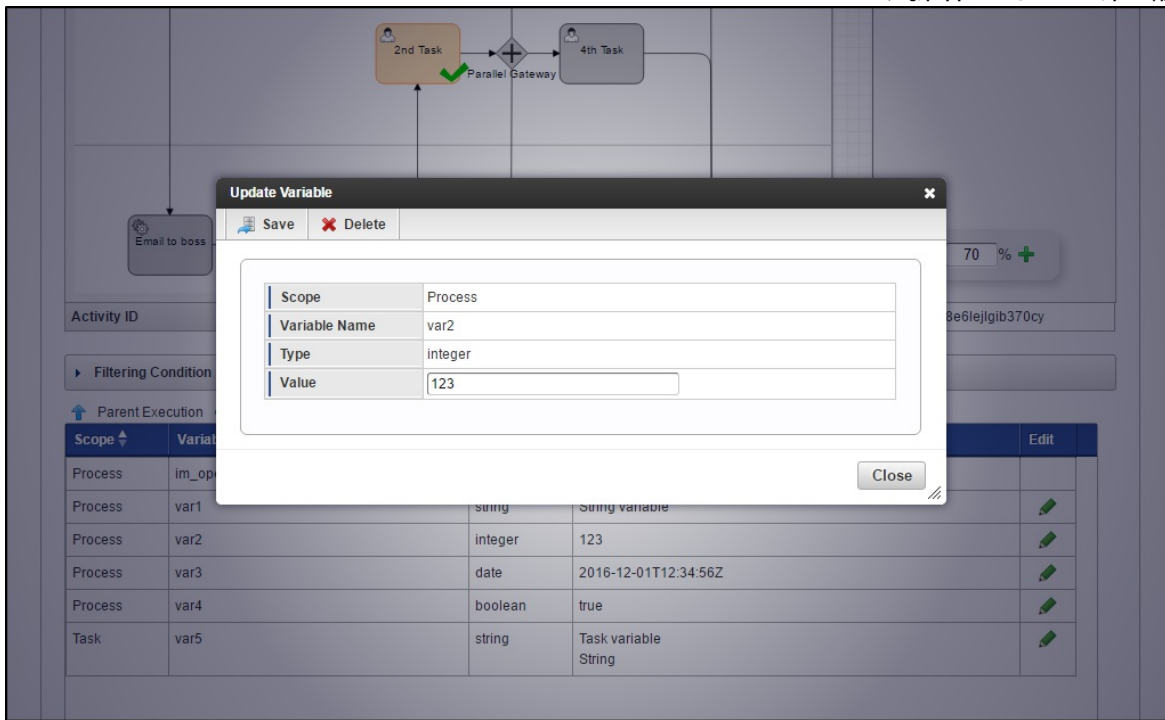 2nd Task
4th Task
Parallel Gateway
Update Variable
Save Delete
Email to boss
70 %
Scope Process
Activity ID
Variable Name var2
Type integer
Filtering Condition
Value 123
Parent Execution
Scope Edit
Close
Process
Process var1 string String variable
Process var2 integer 123
Process var3 date 2016-12-01T12:34:56Z
Process var4 boolean true
Task var5 string Task variable
String